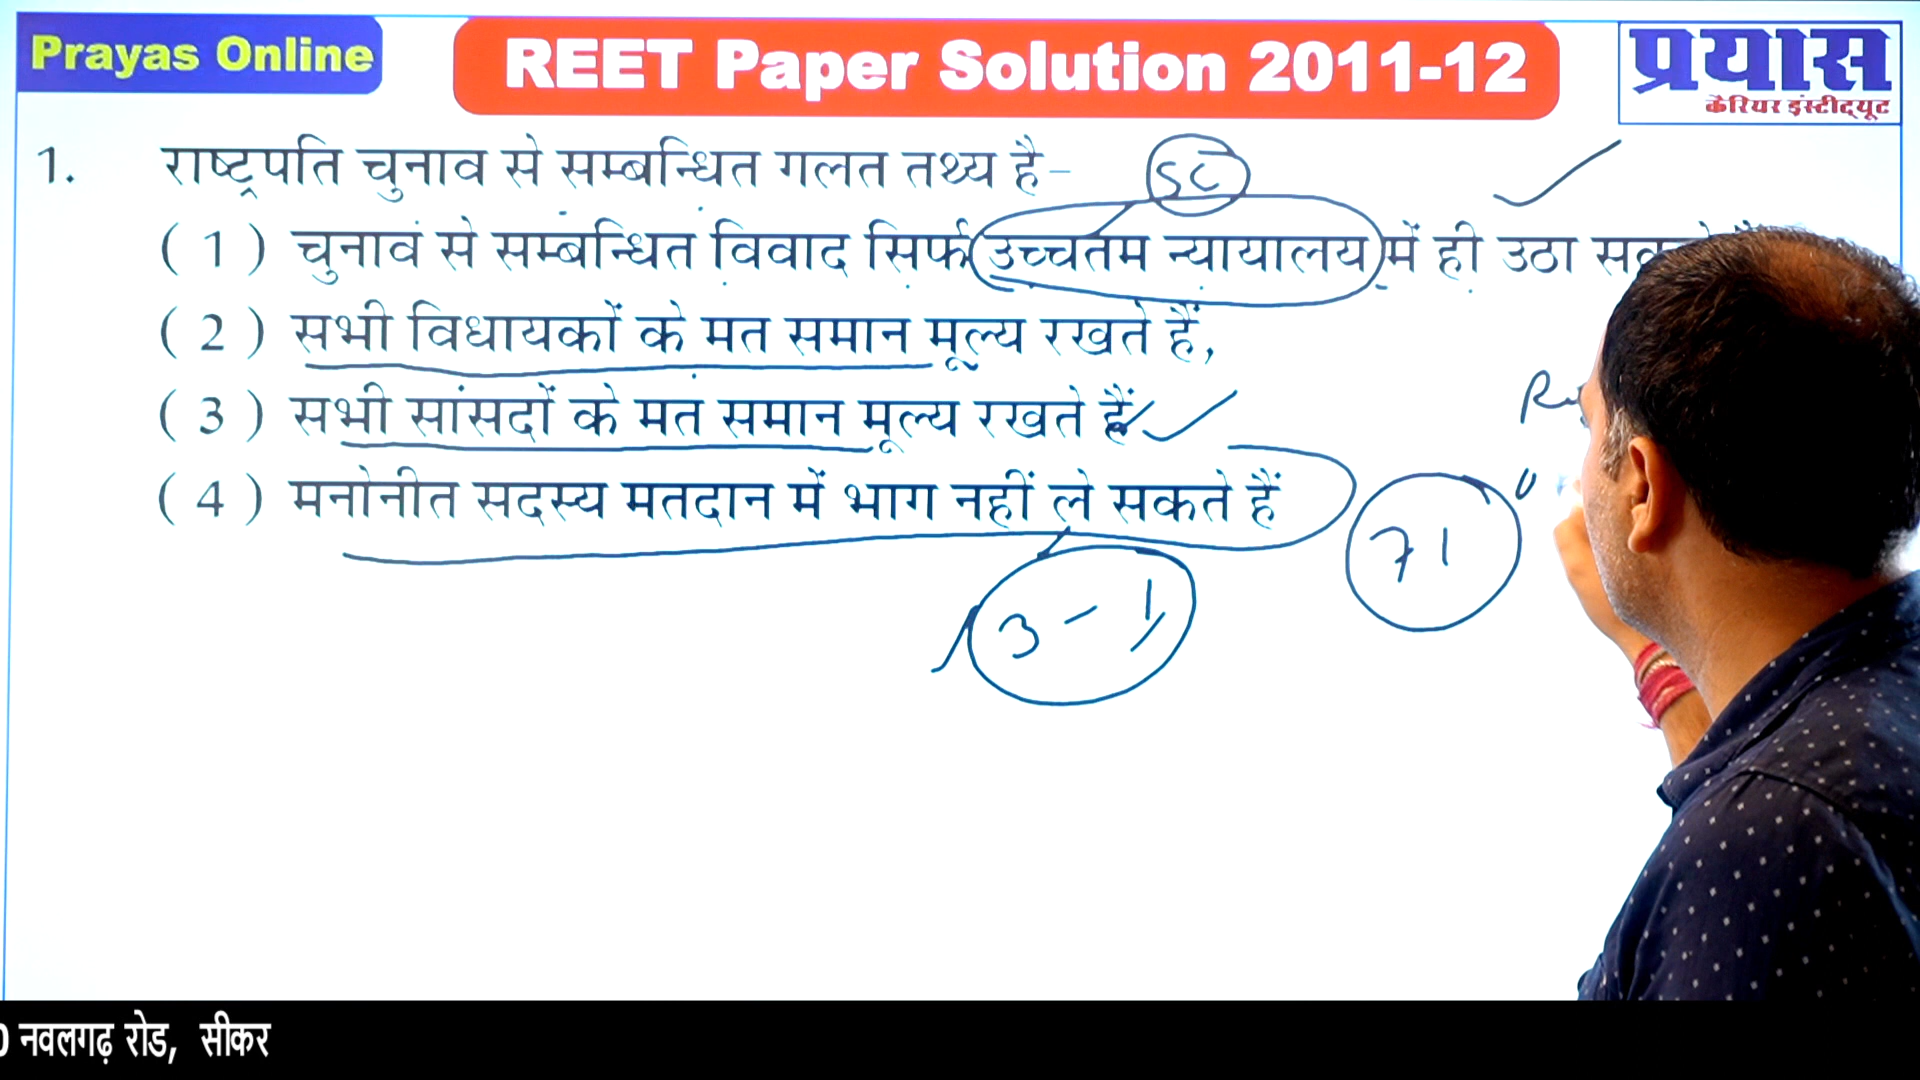 Prayas Online
REET Paper Solution 2011-12
प्रयास
कैरियर इंस्टीट्यूट
1. राष्ट्रपति चुनाव से सम्बन्धित गलत तथ्य है-
SC
( 1 ) चुनाव से सम्बन्धित विवाद सिर्फ उच्चतम न्यायालय में ही उठा
( 2 ) सभी विधायकों के मत समान मूल्य रखते हैं,
( 3 ) सभी सांसदों के मत समान मूल्य रखते हैं
( 4 ) मनोनीत सदस्य मतदान में भाग नहीं ले सकते हैं
71
3 - 1
नवलगढ़ रोड, सीकर